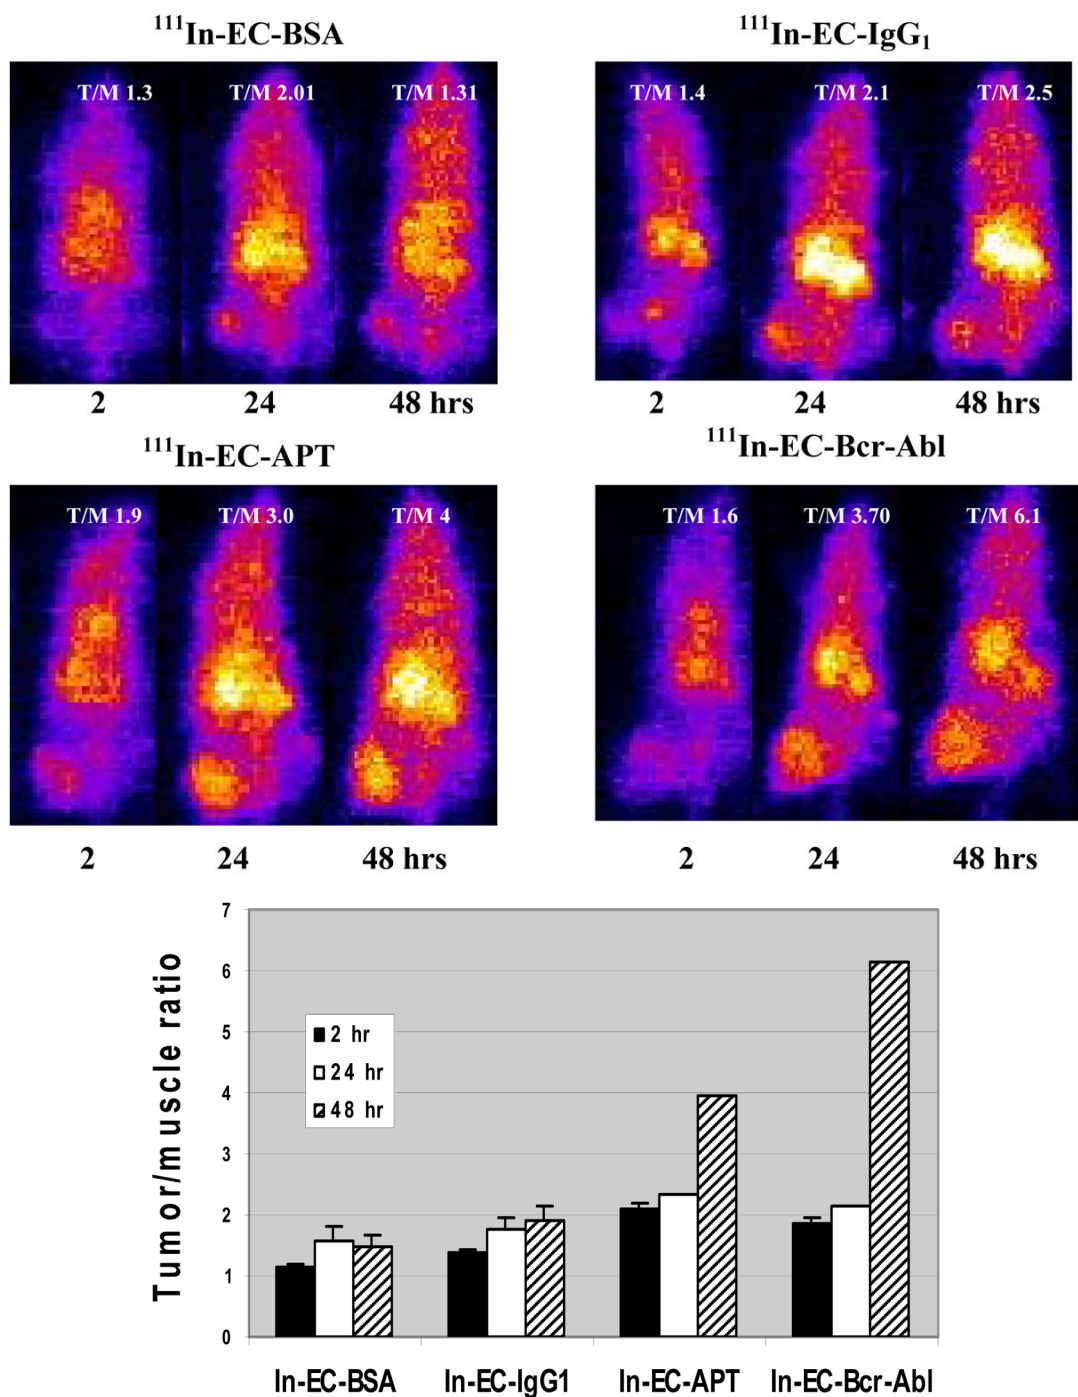 ¹¹¹In-EC-BSA
T/M 1.3 T/M 2.01 T/M 1.31
2 24 48 hrs
¹¹¹In-EC-IgG₁
T/M 1.4 T/M 2.1 T/M 2.5
2 24 48 hrs
¹¹¹In-EC-APT
T/M 1.9 T/M 3.0 T/M 4
2 24 48 hrs
¹¹¹In-EC-Bcr-Abl
T/M 1.6 T/M 3.70 T/M 6.1
2 24 48 hrs
Tumor/muscle ratio
7
6
5
4
3
2
1
0
2 hr
24 hr
48 hr
In-EC-BSA In-EC-IgG1 In-EC-APT In-EC-Bcr-Abl